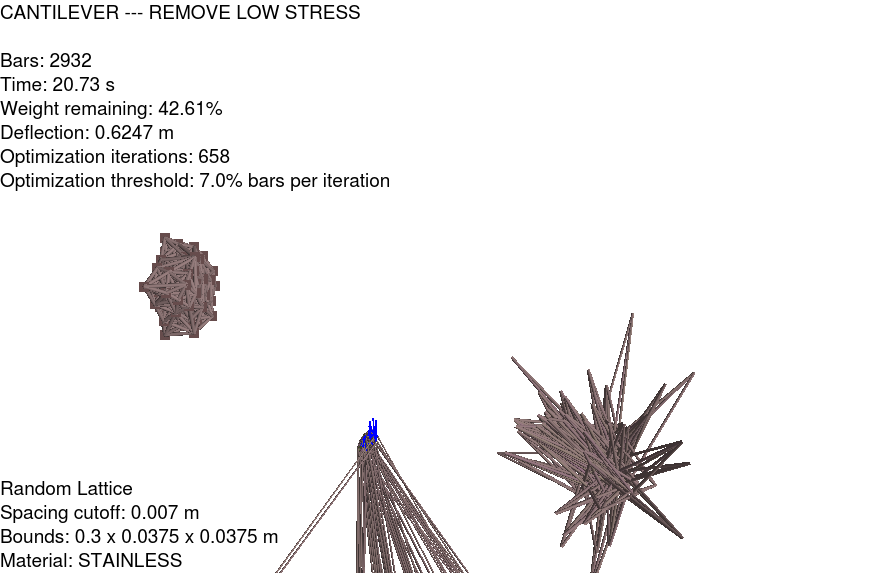 CANTILEVER --- REMOVE LOW STRESS
Bars: 2932
Time: 20.73 s
Weight remaining: 42.61%
Deflection: 0.6247 m
Optimization iterations: 658
Optimization threshold: 7.0% bars per iteration
Random Lattice
Spacing cutoff: 0.007 m
Bounds: 0.3 x 0.0375 x 0.0375 m
Material: STAINLESS